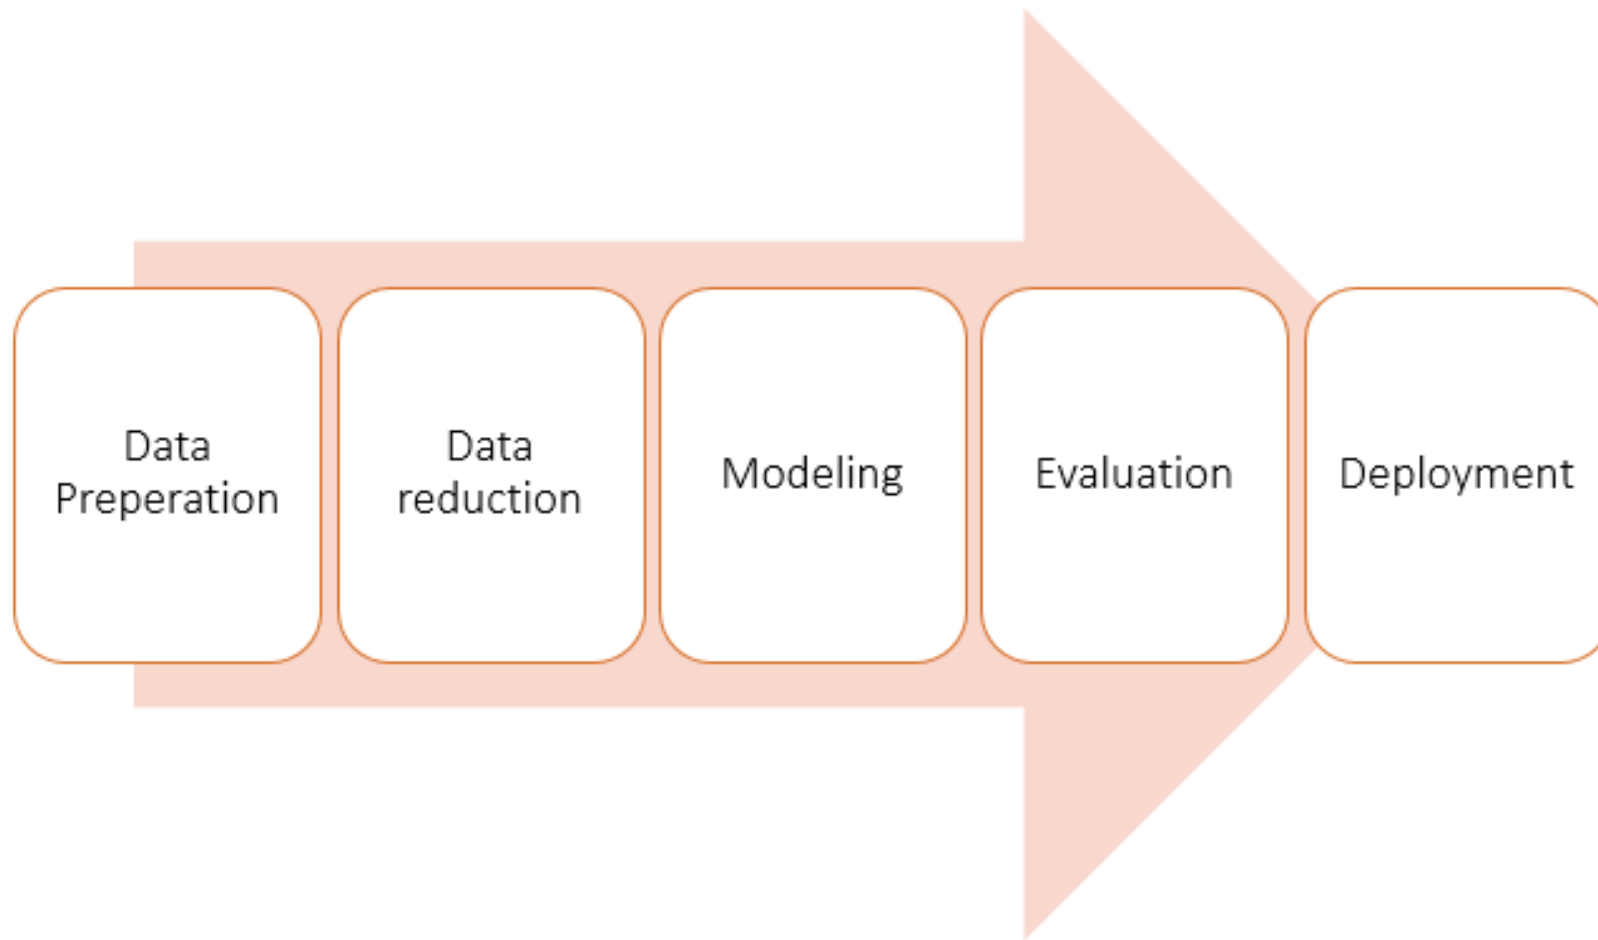 Data
Preperation
Data
reduction
Modeling
Evaluation
Deployment